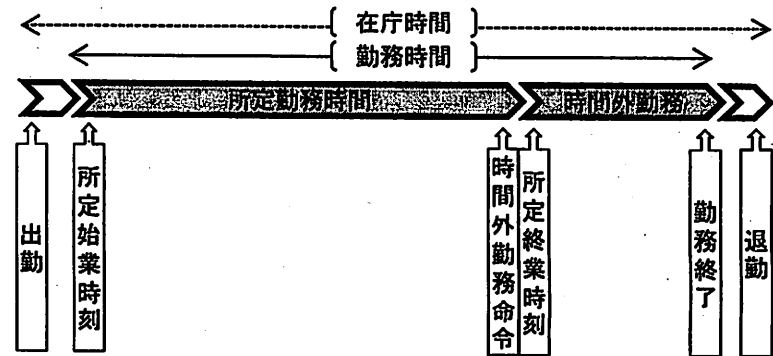 在庁時間
勤務時間
所定勤務時間
時間外勤務
出勤
所定始業時刻
時間外勤務命令
所定終業時刻
勤務終了
退勤